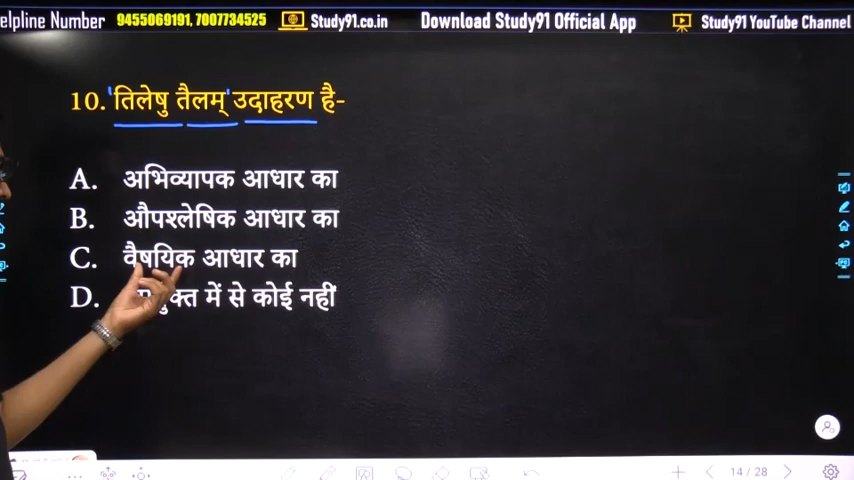 elpline Number 9455069191, 7007734525 Study91.co.in Download Study91 Official App Study91 YouTube Channel
10. 'तिलेषु तैलम्' उदाहरण है-
A. अभिव्यापक आधार का
B. औपश्लेषिक आधार का
C. वैषयिक आधार का
D. में से कोई नहीं
14 / 28